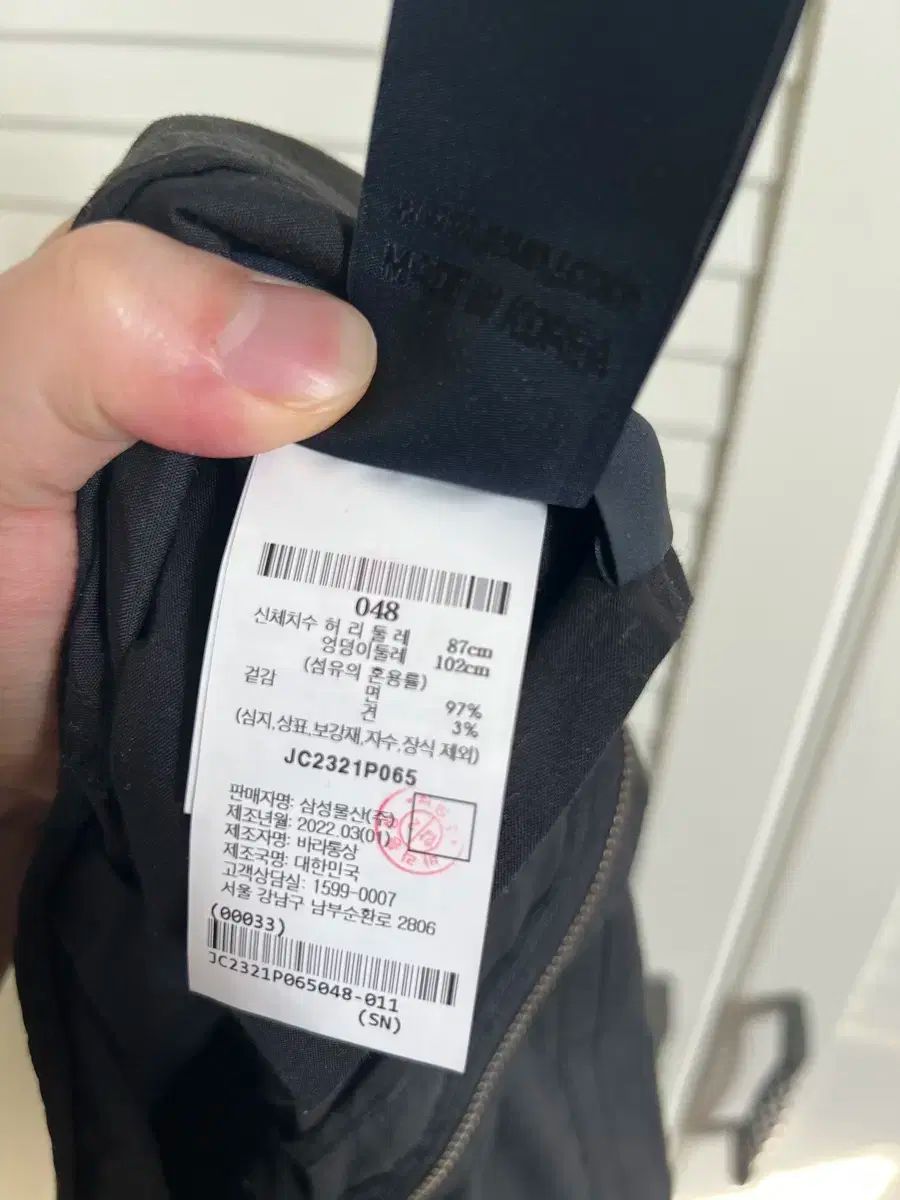 MADE IN KOREA
048
신체치수 허 리 둘 레 87cm
엉덩이둘레 102cm
(섬유의 혼용률)
겉감 면 97%
견 3%
(심지,상표,보강재,자수,장식 제외)
JC2321P065
판매자명: 삼성물산(주)
제조년월: 2022.03(01)
제조자명: 바라통상
제조국명: 대한민국
고객상담실: 1599-0007
서울 강남구 남부순환로 2806
(00033)
JC2321P065048-011
(SN)